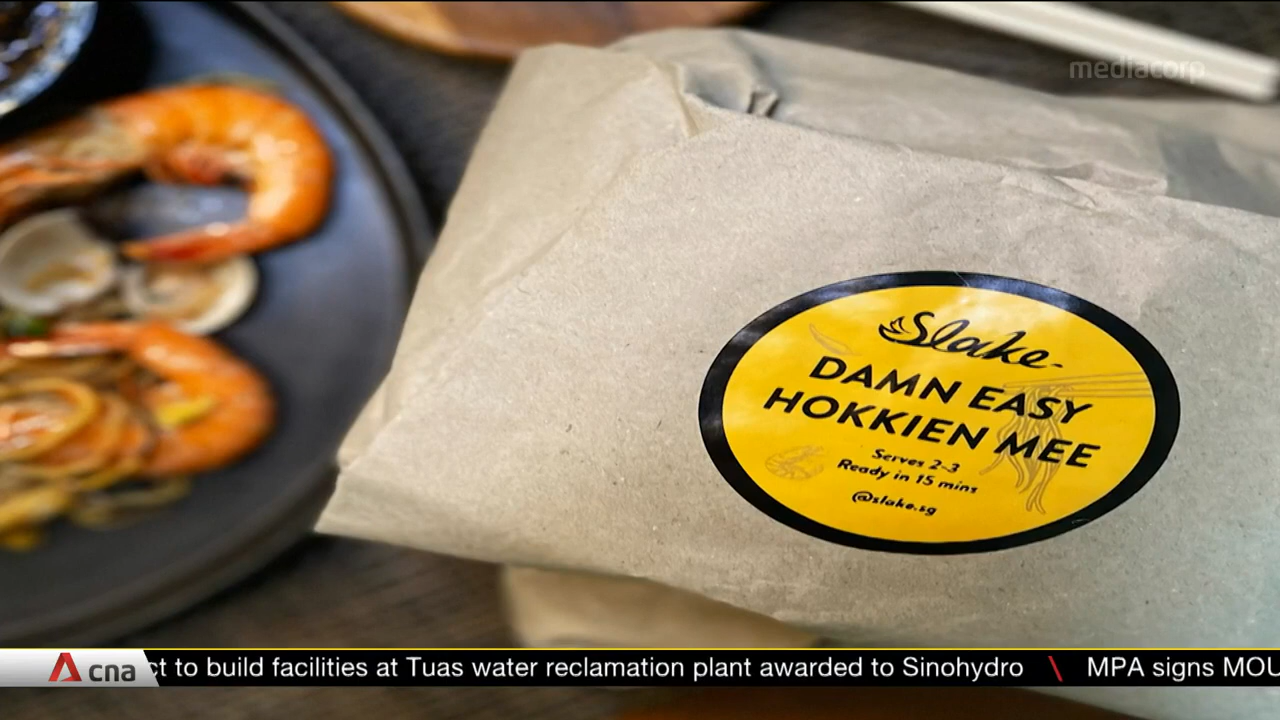 mediacorp
Slake
DAMN EASY
HOKKIEN MEE
Serves 2-3
Ready in 15 mins
@slake.sg
cna
ct to build facilities at Tuas water reclamation plant awarded to Sinohydro \ MPA signs MOU